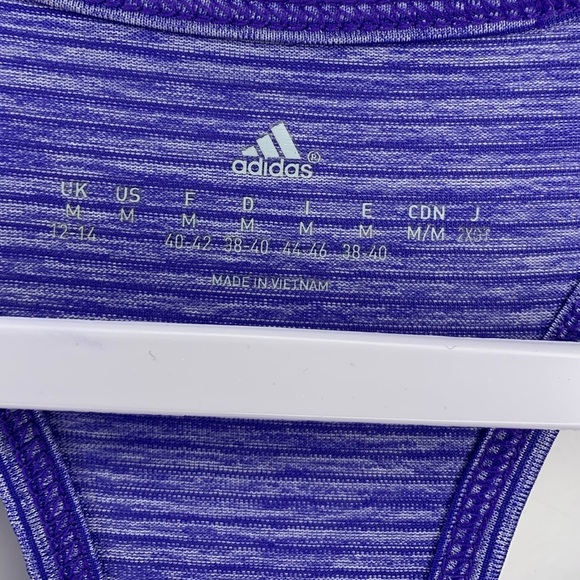 adidas®
UK US F D I E CDN J
M M M M M M M/M
12-14 40-42 38-40 44-46 38-40
MADE IN VIETNAM